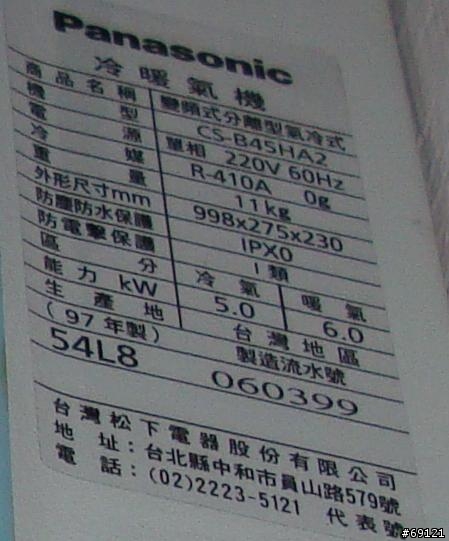 Panasonic
冷暖氣機
商品名稱 變頻式分離型氣冷式
機型 CS-B45HA2
電源 單相 220V 60Hz
冷媒 R-410A 0g
重量 11kg
外形尺寸mm 998x275x230
防塵防水保護 IPX0
防電擊保護 I 類
區分 冷氣 暖氣
能力 kW 5.0 6.0
生產地 台灣地區
(97年製) 製造流水號
54L8 060399
台灣松下電器股份有限公司
地址:台北縣中和市員山路579號
電話:(02)2223-5121 代表號
#69121